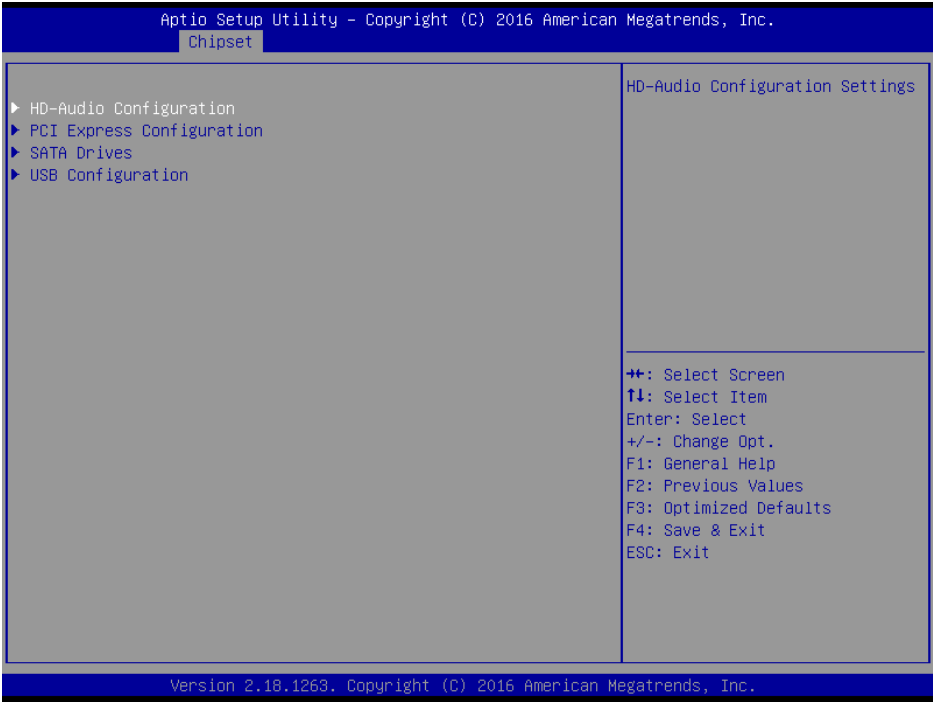 Aptio Setup Utility – Copyright (C) 2016 American Megatrends, Inc.
Chipset
HD-Audio Configuration
PCI Express Configuration
SATA Drives
USB Configuration
HD-Audio Configuration Settings
→←: Select Screen
↑↓: Select Item
Enter: Select
+/-: Change Opt.
F1: General Help
F2: Previous Values
F3: Optimized Defaults
F4: Save & Exit
ESC: Exit
Version 2.18.1263. Copyright (C) 2016 American Megatrends, Inc.